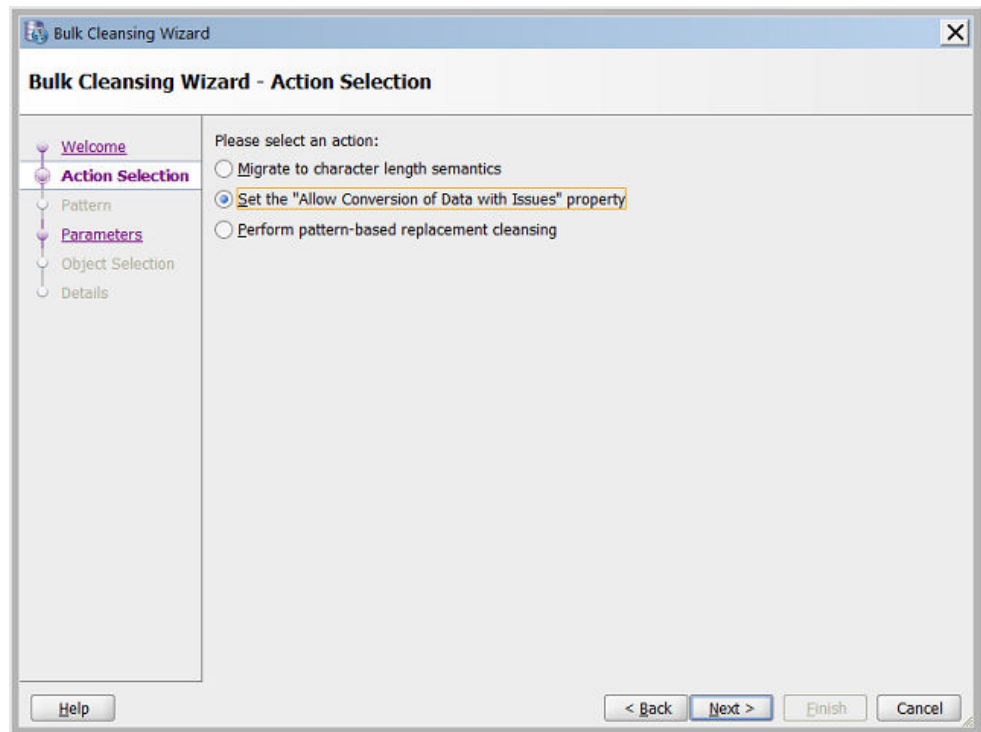 Bulk Cleansing Wizard
Bulk Cleansing Wizard - Action Selection
Welcome
Action Selection
Pattern
Parameters
Object Selection
Details
Please select an action:
Migrate to character length semantics
Set the "Allow Conversion of Data with Issues" property
Perform pattern-based replacement cleansing
Help
< Back
Next >
Finish
Cancel